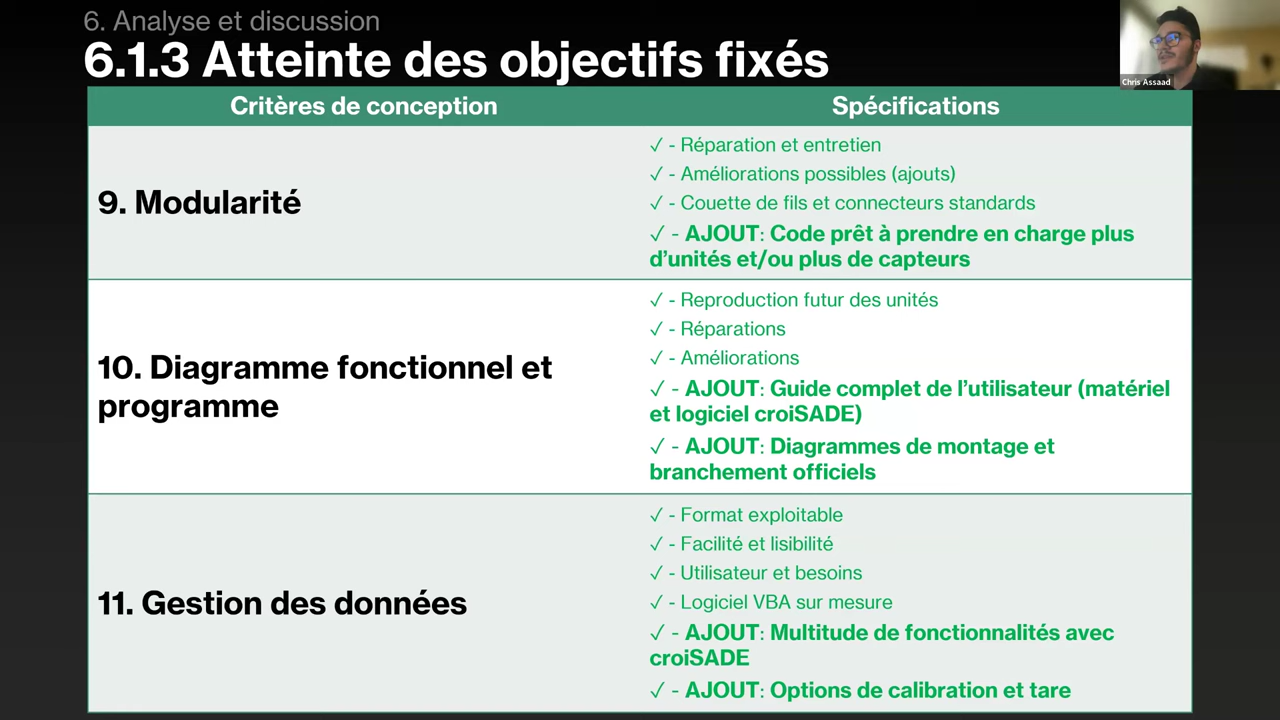 6. Analyse et discussion
6.1.3 Atteinte des objectifs fixés
Chris Assaad
Critères de conception
Spécifications
9. Modularité
✓ - Réparation et entretien
✓ - Améliorations possibles (ajouts)
✓ - Couette de fils et connecteurs standards
✓ - AJOUT: Code prêt à prendre en charge plus
d'unités et/ou plus de capteurs
10. Diagramme fonctionnel et
programme
✓ - Reproduction futur des unités
✓ - Réparations
✓ - Améliorations
✓ - AJOUT: Guide complet de l'utilisateur (matériel
et logiciel croiSADE)
✓ - AJOUT: Diagrammes de montage et
branchement officiels
11. Gestion des données
✓ - Format exploitable
✓ - Facilité et lisibilité
✓ - Utilisateur et besoins
✓ - Logiciel VBA sur mesure
✓ - AJOUT: Multitude de fonctionnalités avec
croiSADE
✓ - AJOUT: Options de calibration et tare